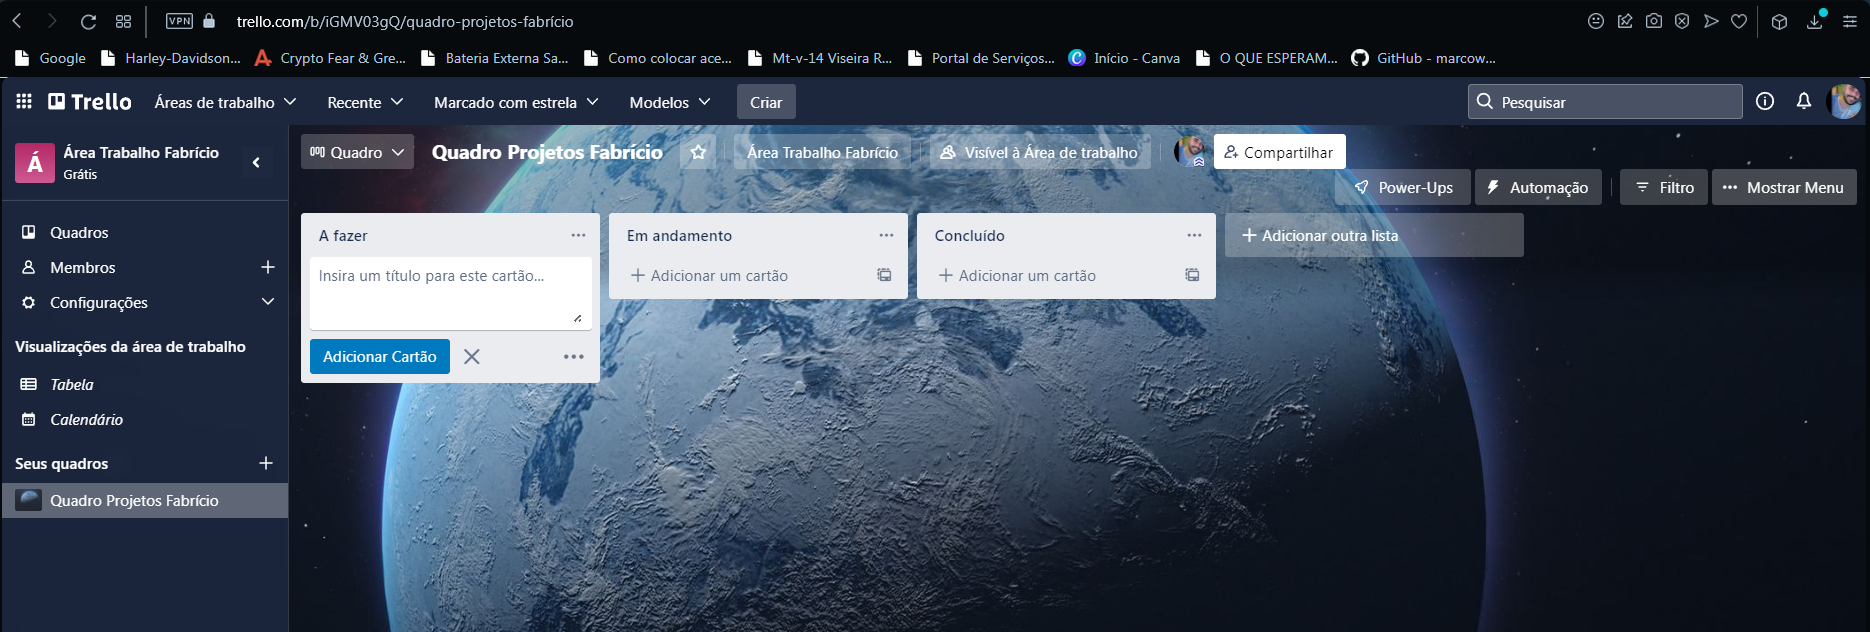 VPN trello.com/b/iGMV03gQ/quadro-projetos-fabrício
Google Harley-Davidson... Crypto Fear & Gre... Bateria Externa Sa... Como colocar ace... Mt-v-14 Viseira R... Portal de Serviços... Início - Canva O QUE ESPERAM... GitHub - marcow...
Trello Áreas de trabalho Recente Marcado com estrela Modelos Criar Pesquisar
Á Área Trabalho Fabrício
Grátis
Quadro Quadro Projetos Fabrício Área Trabalho Fabrício Visível à Área de trabalho Compartilhar
Power-Ups Automação Filtro Mostrar Menu
Quadros
Membros
Configurações
Visualizações da área de trabalho
Tabela
Calendário
Seus quadros
Quadro Projetos Fabrício
A fazer
Insira um título para este cartão...
Adicionar Cartão
Em andamento
Adicionar um cartão
Concluído
Adicionar um cartão
Adicionar outra lista